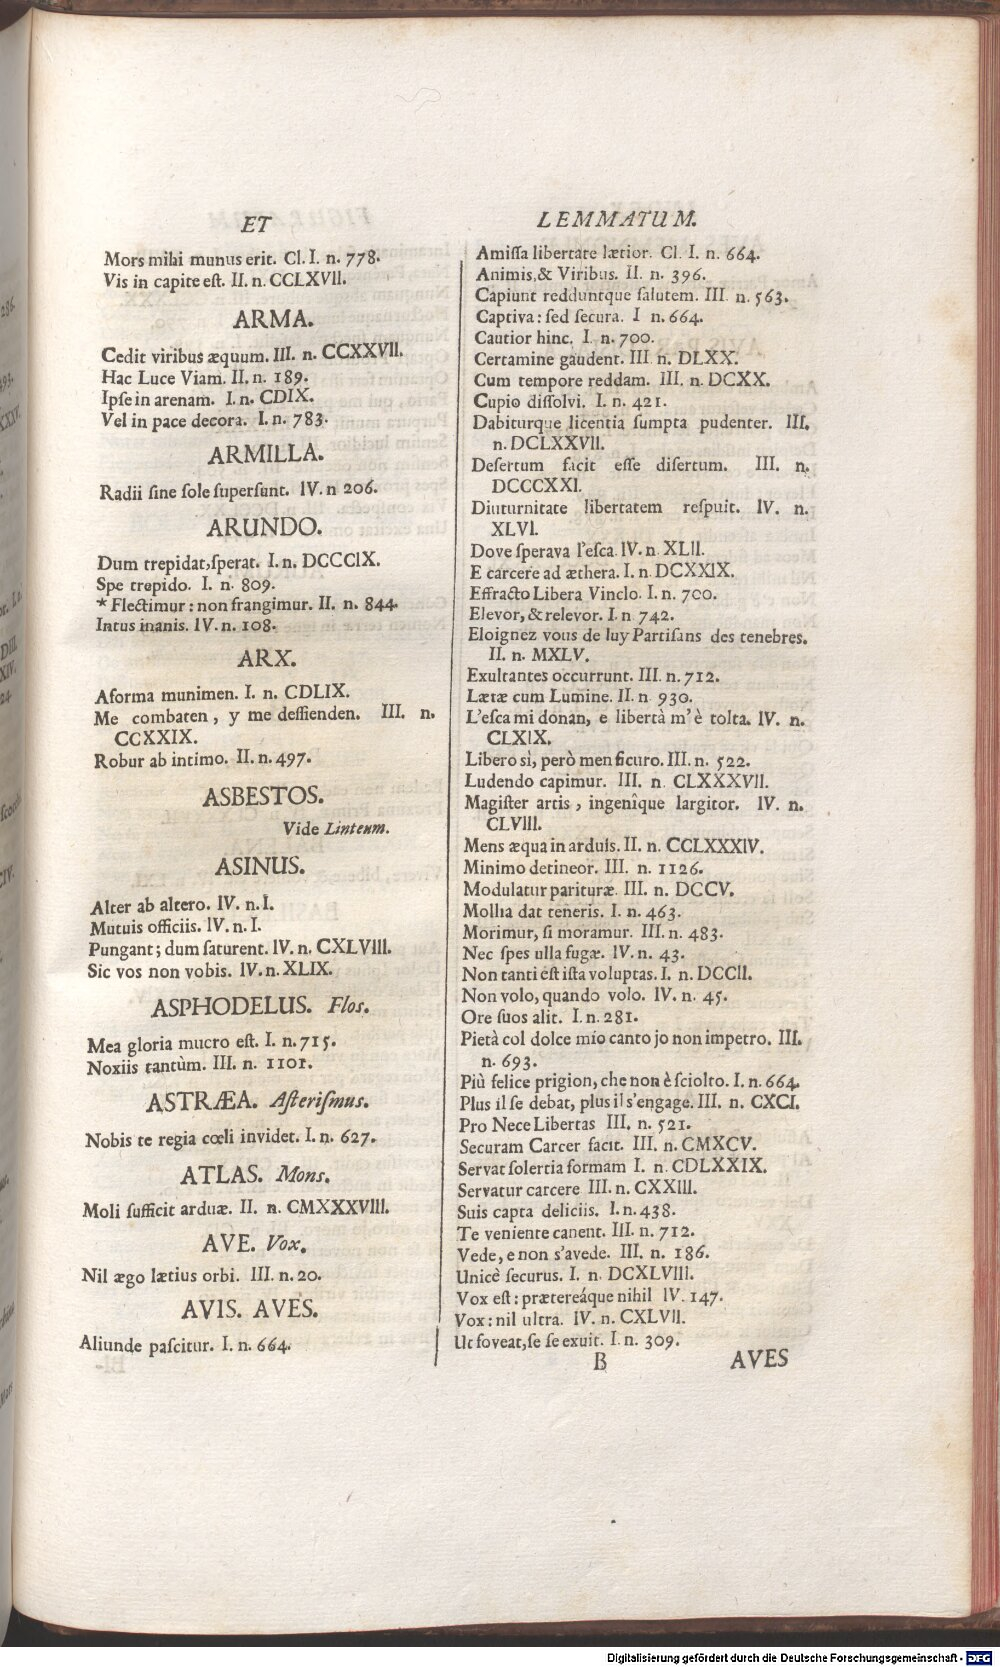 ET
LEMMATUM.
Mors mihi munus erit. Cl. I. n. 778.
Vis in capite eſt. II. n. CCLXVII.
ARMA.
Cedit viribus æquum. III. n. CCXXVII.
Hac Luce Viam. II. n. 189.
Ipſe in arenam. I. n. CDIX.
Vel in pace decora. I. n. 783.
ARMILLA.
Radii ſine ſole ſuperſunt. IV. n 206.
ARUNDO.
Dum trepidat, ſperat. I. n. DCCCIX.
Spe trepido. I. n. 809.
* Flectimur: non frangimur. II. n. 844.
Intus inanis. IV. n. 108.
ARX.
Aforma munimen. I. n. CDLIX.
Me combaten, y me deffienden. III. n.
CCXXIX.
Robur ab intimo. II. n. 497.
ASBESTOS.
Vide Linteum.
ASINUS.
Alter ab altero. IV. n. I.
Mutuis officiis. IV. n. I.
Pungant; dum ſaturent. IV. n. CXLVIII.
Sic vos non vobis. IV. n. XLIX.
ASPHODELUS. Flos.
Mea gloria mucro eſt. I. n. 715.
Noxiis tantùm. III. n. 1101.
ASTRÆA. Aſteriſmus.
Nobis te regia cœli invidet. I. n. 627.
ATLAS. Mons.
Moli ſufficit arduæ. II. n. CMXXXVIII.
AVE. Vox.
Nil ægo lætius orbi. III. n. 20.
AVIS. AVES.
Aliunde paſcitur. I. n. 664.
Amiſſa libertate lætior. Cl. I. n. 664.
Animis, & Viribus. II. n. 396.
Capiunt redduntque ſalutem. III. n. 563.
Captiva: ſed ſecura. I n. 664.
Cautior hinc. I. n. 700.
Certamine gaudent. III. n. DLXX.
Cum tempore reddam. III. n. DCXX.
Cupio diſſolvi. I. n. 421.
Dabiturque licentia ſumpta pudenter. III.
n. DCLXXVII.
Deſertum facit eſſe diſertum. III. n.
DCCCXXI.
Diuturnitate libertatem reſpuit. IV. n.
XLVI.
Dove ſperava l'eſca. IV. n. XLII.
E carcere ad æthera. I. n. DCXXIX.
Effracto Libera Vinclo. I. n. 700.
Elevor, & relevor. I. n. 742.
Eloignez vous de luy Partiſans des tenebres.
II. n. MXLV.
Exultantes occurrunt. III. n. 712.
Lætæ cum Lumine. II. n 930.
L'eſca mi donan, e libertà m'è tolta. IV. n.
CLXIX.
Libero sì, però men ſicuro. III. n. 522.
Ludendo capimur. III. n. CLXXXVII.
Magiſter artis, ingenîque largitor. IV. n.
CLVIII.
Mens æqua in arduis. II. n. CCLXXXIV.
Minimo detineor. III. n. 1126.
Modulatur parituræ. III. n. DCCV.
Mollia dat teneris. I. n. 463.
Morimur, ſi moramur. III. n. 483.
Nec ſpes ulla fugæ. IV. n. 43.
Non tanti eſt iſta voluptas. I. n. DCCII.
Non volo, quando volo. IV. n. 45.
Ore ſuos alit. I. n. 281.
Pietà col dolce mio canto jo non impetro. III.
n. 693.
Più felice prigion, che non è ſciolto. I. n. 664.
Plus il ſe debat, plus il s'engage. III. n. CXCI.
Pro Nece Libertas III. n. 521.
Securam Carcer facit. III. n. CMXCV.
Servat ſolertia formam I. n. CDLXXIX.
Servatur carcere III. n. CXXIII.
Suis capta deliciis. I. n. 438.
Te veniente canent. III. n. 712.
Vede, e non s'avede. III. n. 186.
Unicè ſecurus. I. n. DCXLVIII.
Vox eſt: prætereáque nihil IV. 147.
Vox: nil ultra. IV. n. CXLVII.
Ut foveat, ſe ſe exuit. I. n. 309.
B
AVES
Digitalisierung gefördert durch die Deutsche Forschungsgemeinschaft - DFG